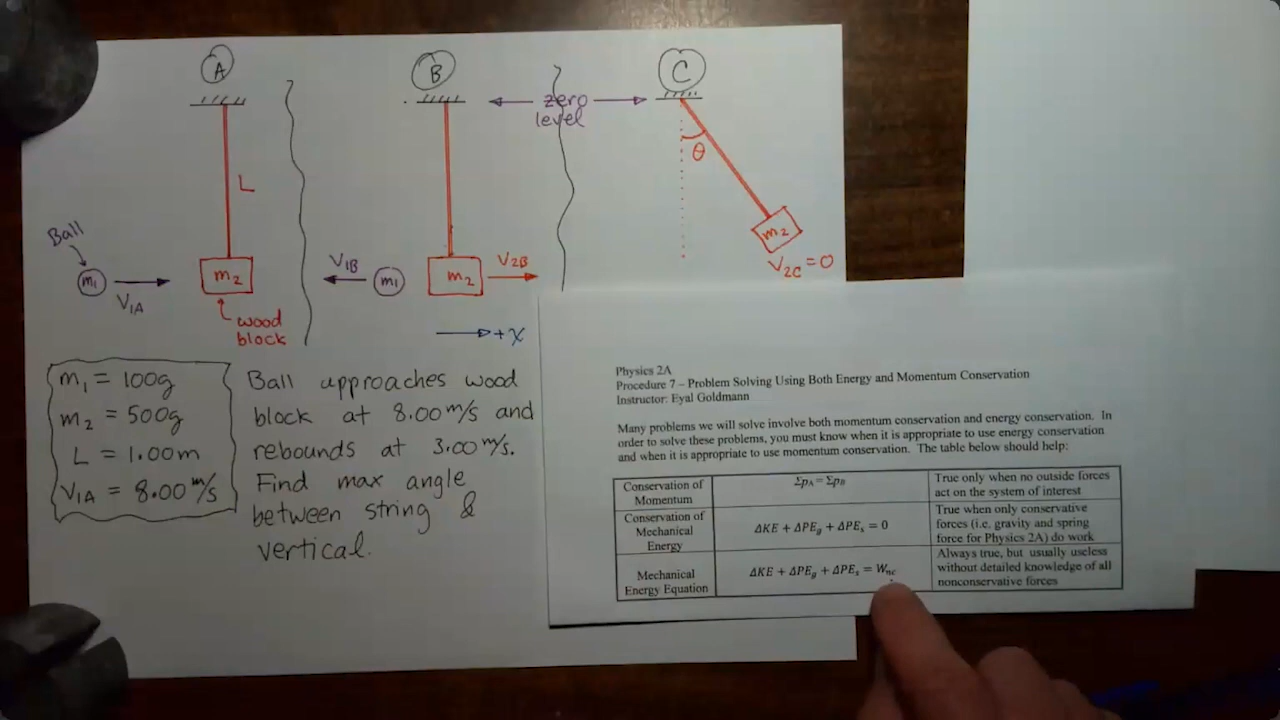 A
B
C
zero
level
L
θ
Ball
m₁
V₁A
m₂
wood
block
V₁B
m₁
m₂
V₂B
+x
m₂
V₂C = 0
m₁ = 100g
m₂ = 500g
L = 1.00m
V₁A = 8.00 m/s
Ball approaches wood
block at 8.00 m/s and
rebounds at 3.00 m/s.
Find max angle
between string &
vertical.
Physics 2A
Procedure 7 – Problem Solving Using Both Energy and Momentum Conservation
Instructor: Eyal Goldmann
Many problems we will solve involve both momentum conservation and energy conservation. In
order to solve these problems, you must know when it is appropriate to use energy conservation
and when it is appropriate to use momentum conservation. The table below should help:
Conservation of
Momentum
Σp_A = Σp_B
True only when no outside forces
act on the system of interest
Conservation of
Mechanical
Energy
ΔKE + ΔPE_g + ΔPE_s = 0
True when only conservative
forces (i.e. gravity and spring
force for Physics 2A) do work
Mechanical
Energy Equation
ΔKE + ΔPE_g + ΔPE_s = W_nc
Always true, but usually useless
without detailed knowledge of all
nonconservative forces